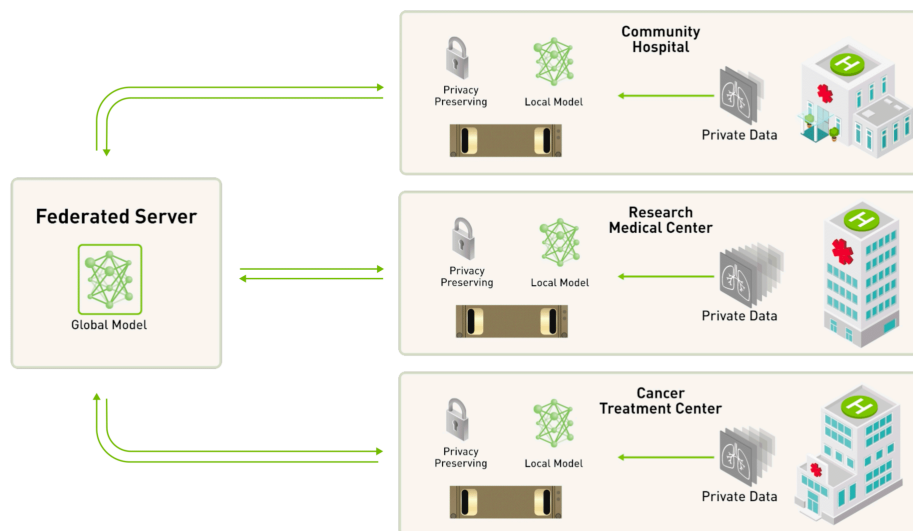 Federated Server
Global Model
Community
Hospital
Privacy
Preserving
Local Model
Private Data
H
Research
Medical Center
Privacy
Preserving
Local Model
Private Data
H
Cancer
Treatment Center
Privacy
Preserving
Local Model
Private Data
H